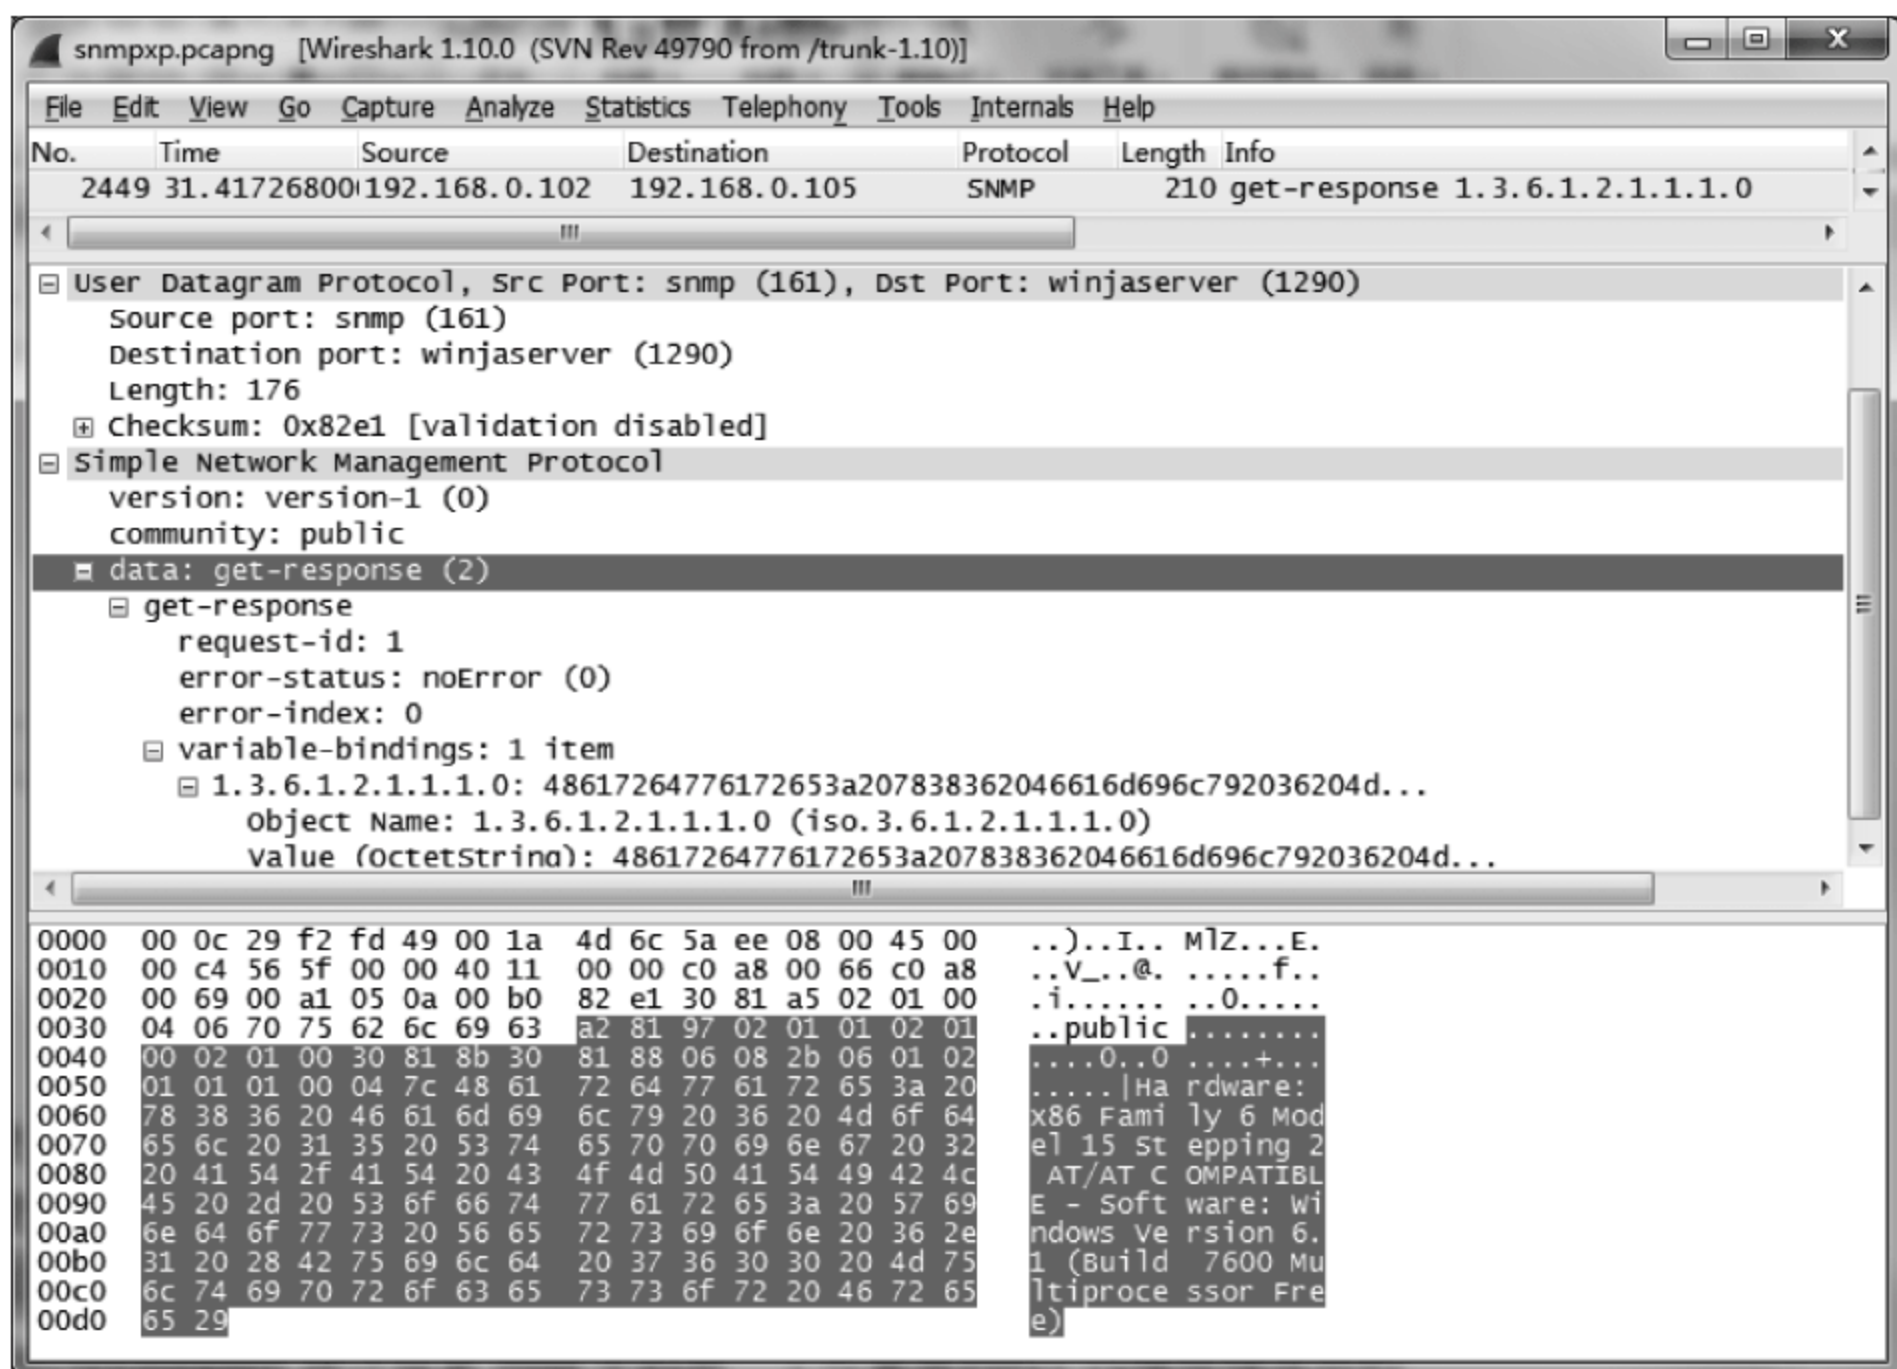 snmpxp.pcapng [Wireshark 1.10.0 (SVN Rev 49790 from /trunk-1.10)]
File Edit View Go Capture Analyze Statistics Telephony Tools Internals Help
No. Time Source Destination Protocol Length Info
2449 31.417268000 192.168.0.102 192.168.0.105 SNMP 210 get-response 1.3.6.1.2.1.1.1.0
User Datagram Protocol, Src Port: snmp (161), Dst Port: winjaserver (1290)
Source port: snmp (161)
Destination port: winjaserver (1290)
Length: 176
Checksum: 0x82e1 [validation disabled]
Simple Network Management Protocol
version: version-1 (0)
community: public
data: get-response (2)
get-response
request-id: 1
error-status: noError (0)
error-index: 0
variable-bindings: 1 item
1.3.6.1.2.1.1.1.0: 48617264776172653a207838362046616d696c792036204d...
Object Name: 1.3.6.1.2.1.1.1.0 (iso.3.6.1.2.1.1.1.0)
Value (OctetString): 48617264776172653a207838362046616d696c792036204d...
0000 00 0c 29 f2 fd 49 00 1a 4d 6c 5a ee 08 00 45 00 ..)..I.. MlZ...E.
0010 00 c4 56 5f 00 00 40 11 00 00 c0 a8 00 66 c0 a8 ..V_..@. .....f..
0020 00 69 00 a1 05 0a 00 b0 82 e1 30 81 a5 02 01 00 .i...... ..0.....
0030 04 06 70 75 62 6c 69 63 a2 81 97 02 01 01 02 01 ..public ........
0040 00 02 01 00 30 81 8b 30 81 88 06 08 2b 06 01 02 ....0..0 ....+...
0050 01 01 01 00 04 7c 48 61 72 64 77 61 72 65 3a 20 .....|Ha rdware:
0060 78 38 36 20 46 61 6d 69 6c 79 20 36 20 4d 6f 64 x86 Fami ly 6 Mod
0070 65 6c 20 31 35 20 53 74 65 70 70 69 6e 67 20 32 el 15 St epping 2
0080 20 41 54 2f 41 54 20 43 4f 4d 50 41 54 49 42 4c AT/AT C OMPATIBL
0090 45 20 2d 20 53 6f 66 74 77 61 72 65 3a 20 57 69 E - Soft ware: Wi
00a0 6e 64 6f 77 73 20 56 65 72 73 69 6f 6e 20 36 2e ndows Ve rsion 6.
00b0 31 20 28 42 75 69 6c 64 20 37 36 30 30 20 4d 75 1 (Build 7600 Mu
00c0 6c 74 69 70 72 6f 63 65 73 73 6f 72 20 46 72 65 ltiproce ssor Fre
00d0 65 29 e)